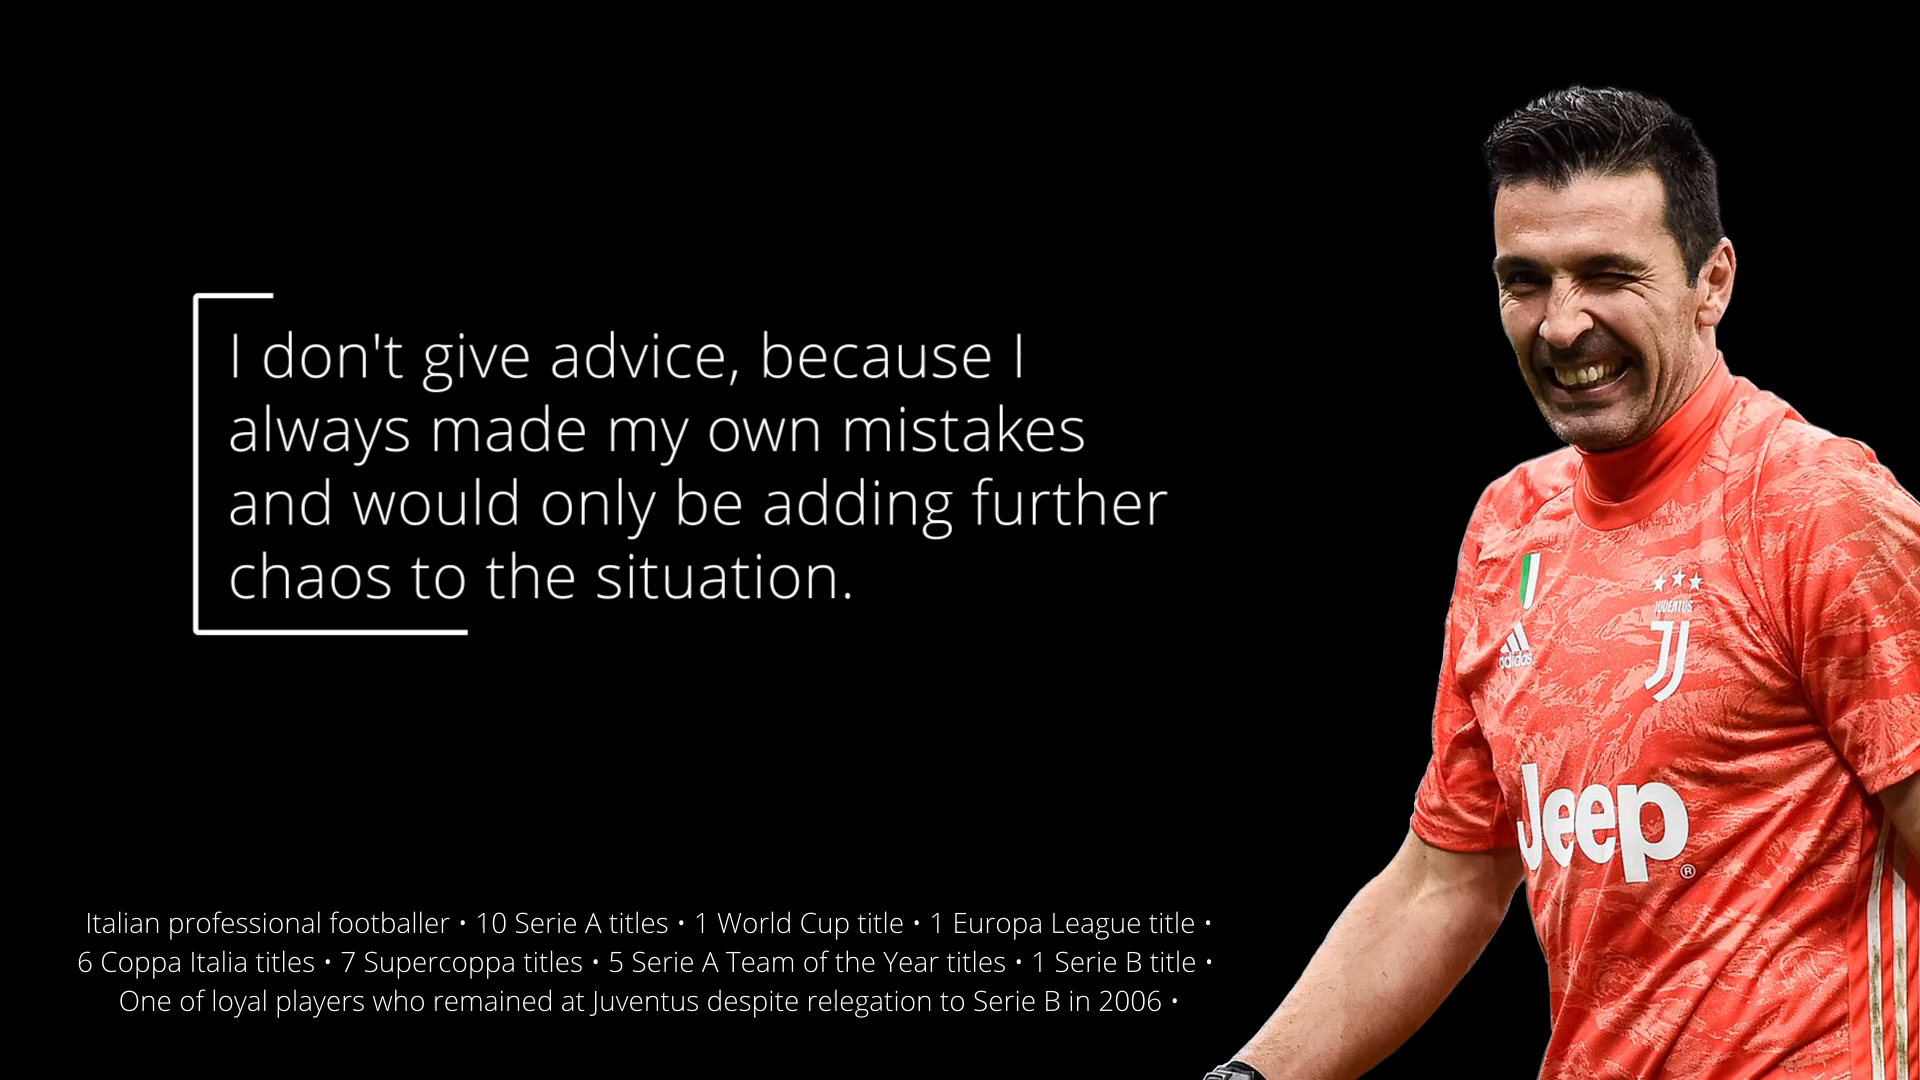 I don't give advice, because I
always made my own mistakes
and would only be adding further
chaos to the situation.
JUVENTUS
adidas
Jeep
®
Italian professional footballer • 10 Serie A titles • 1 World Cup title • 1 Europa League title •
6 Coppa Italia titles • 7 Supercoppa titles • 5 Serie A Team of the Year titles • 1 Serie B title •
One of loyal players who remained at Juventus despite relegation to Serie B in 2006 •